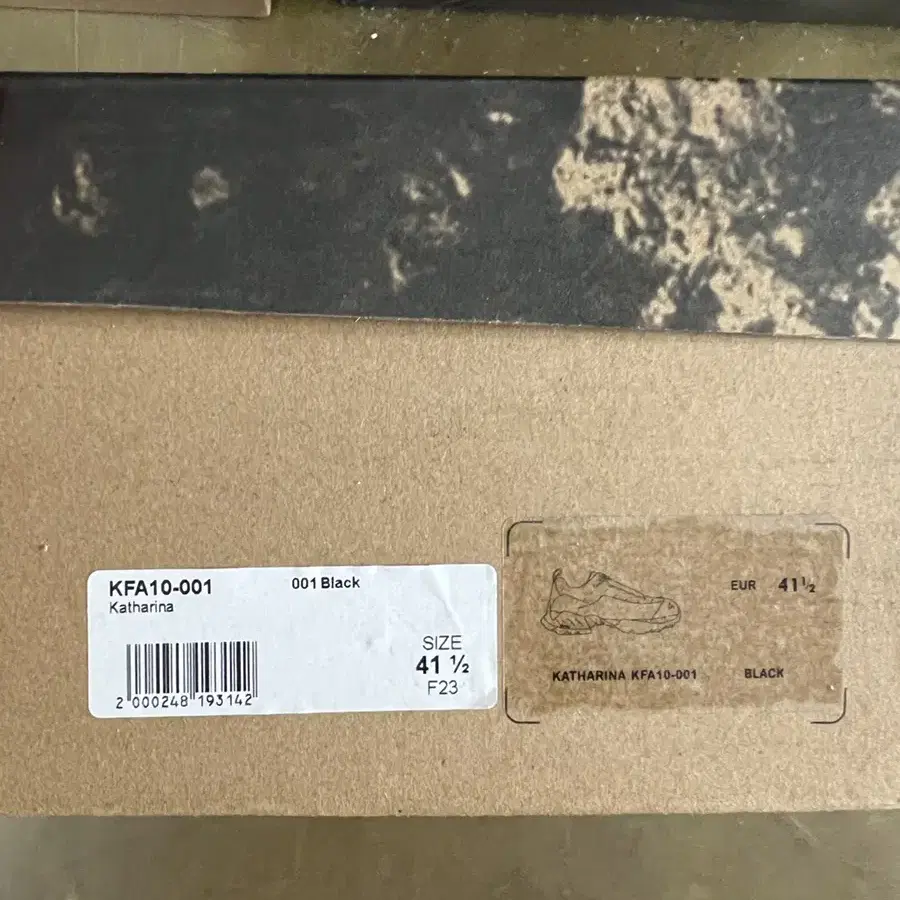 KFA10-001 001 Black
Katharina
SIZE
41 ½
F23
2 000248 193142
EUR 41½
KATHARINA KFA10-001 BLACK